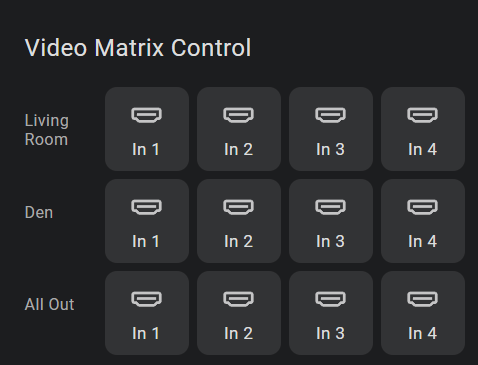 Video Matrix Control
Living
Room
In 1
In 2
In 3
In 4
Den
In 1
In 2
In 3
In 4
All Out
In 1
In 2
In 3
In 4